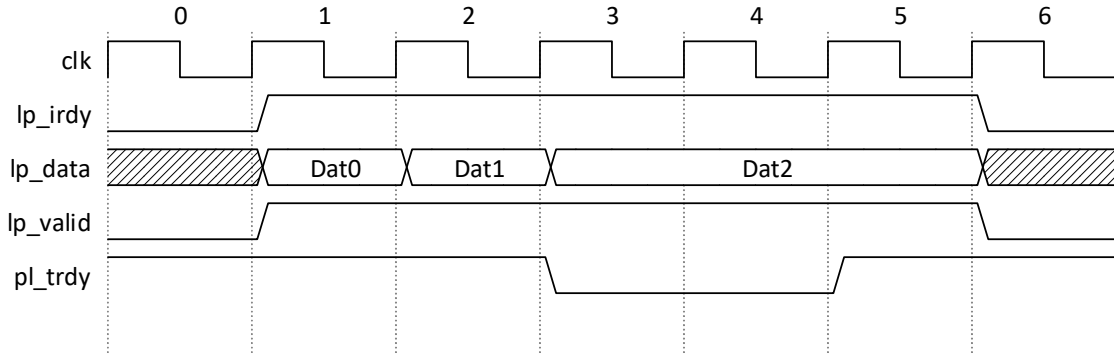 0 1 2 3 4 5 6
clk
lp_irdy
lp_data Dat0 Dat1 Dat2
lp_valid
pl_trdy